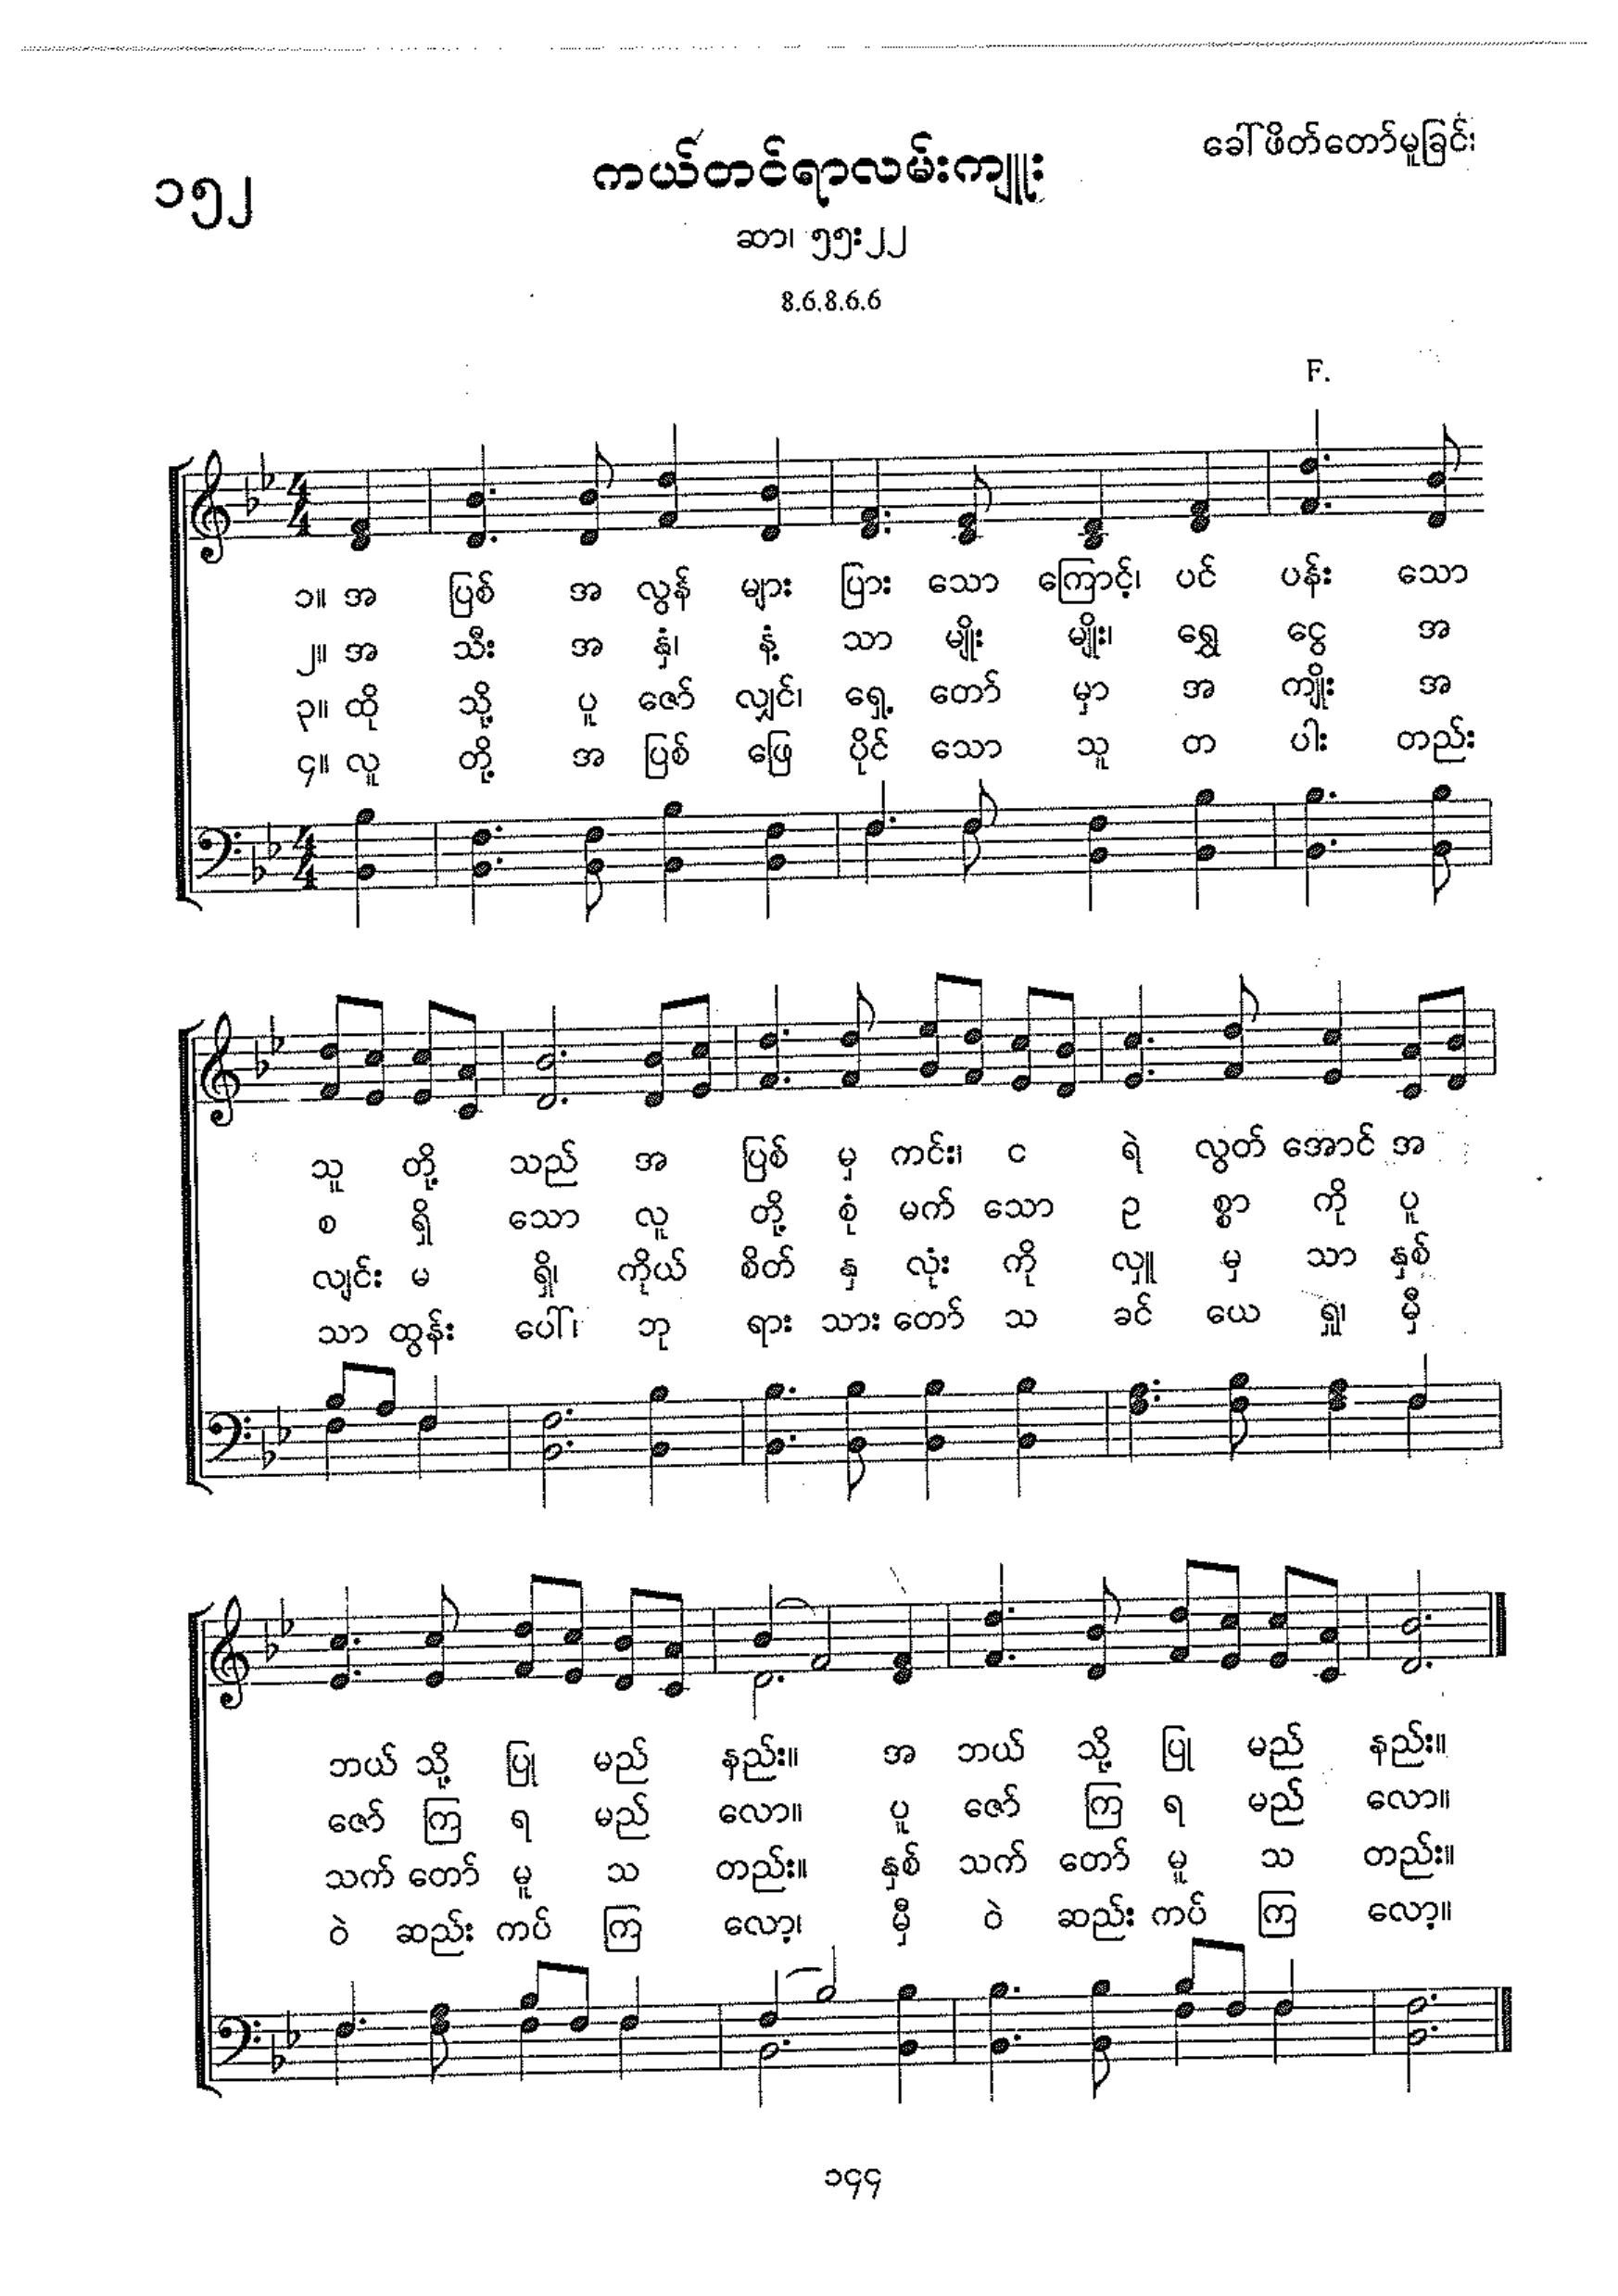 ခေါ်ဖိတ်တော်မူခြင်း
ကယ်တင်ရာလမ်းကျူး
၁၅၂
ဆာ၊ ၅၅း၂၂
8.6.8.6.6
F.
၁။ အ ပြစ် အ လွန် များ ပြား သော ကြောင့်၊ ပင် ပန်း သော
၂။ အ သီး အ နှံ၊ နံ့ သာ မျိုး မျိုး၊ ရွှေ ငွေ အ
၃။ ထို သို့ ပူ ဇော် လျှင်၊ ရှေ့ တော် မှာ အ ကျိုး အ
၄။ လူ တို့ အ ပြစ် ဖြေ ပိုင် သော သူ တ ပါး တည်း
သူ တို့ သည် အ ပြစ် မှ ကင်း၊ င ရဲ လွတ် အောင် အ
စ ရှိ သော လူ တို့ စုံ မက် သော ဥ စ္စာ ကို ပူ
လျင်း မ ရှိ၊ ကိုယ် စိတ် နှ လုံး ကို လှူ မှ သာ နှစ်
သာ ထွန်း ပေါ်၊ ဘု ရား သား တော် သ ခင် ယေ ရှု၊ မှီ
ဘယ် သို့ ပြု မည် နည်း။ အ ဘယ် သို့ ပြု မည် နည်း။
ဇော် ကြ ရ မည် လော။ ပူ ဇော် ကြ ရ မည် လော။
သက် တော် မူ သ တည်း။ နှစ် သက် တော် မူ သ တည်း။
ဝဲ ဆည်း ကပ် ကြ လော့၊ မှီ ဝဲ ဆည်း ကပ် ကြ လော့။
၁၄၄